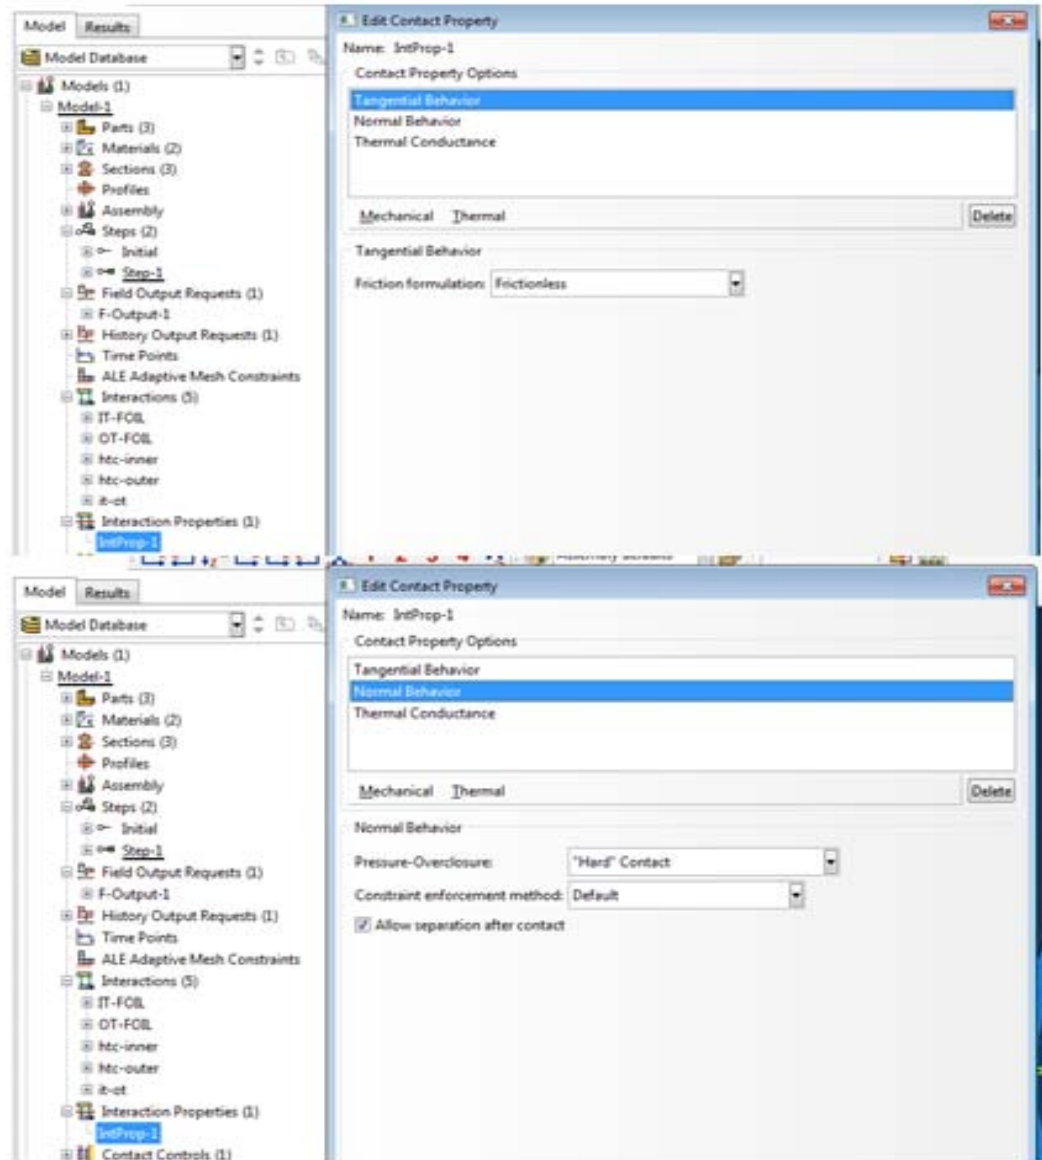 Model Results
Model Database
Models (1)
Model-1
Parts (3)
Materials (2)
Sections (3)
Profiles
Assembly
Steps (2)
Initial
Step-1
Field Output Requests (1)
F-Output-1
History Output Requests (1)
Time Points
ALE Adaptive Mesh Constraints
Interactions (5)
IT-FOIL
OT-FOIL
htc-inner
htc-outer
it-ot
Interaction Properties (1)
IntProp-1
Edit Contact Property
Name: IntProp-1
Contact Property Options
Tangential Behavior
Normal Behavior
Thermal Conductance
Mechanical Thermal
Delete
Tangential Behavior
Friction formulation: Frictionless
Model Results
Model Database
Models (1)
Model-1
Parts (3)
Materials (2)
Sections (3)
Profiles
Assembly
Steps (2)
Initial
Step-1
Field Output Requests (1)
F-Output-1
History Output Requests (1)
Time Points
ALE Adaptive Mesh Constraints
Interactions (5)
IT-FOIL
OT-FOIL
htc-inner
htc-outer
it-ot
Interaction Properties (1)
IntProp-1
Contact Controls (1)
Edit Contact Property
Name: IntProp-1
Contact Property Options
Tangential Behavior
Normal Behavior
Thermal Conductance
Mechanical Thermal
Delete
Normal Behavior
Pressure-Overclosure: "Hard" Contact
Constraint enforcement method: Default
Allow separation after contact